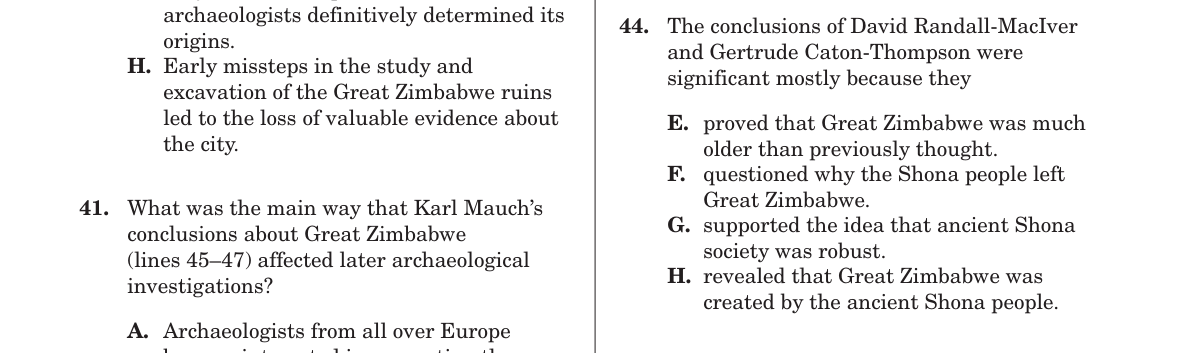 archaeologists definitively determined its
origins.
H. Early missteps in the study and
excavation of the Great Zimbabwe ruins
led to the loss of valuable evidence about
the city.
41. What was the main way that Karl Mauch's
conclusions about Great Zimbabwe
(lines 45–47) affected later archaeological
investigations?
A. Archaeologists from all over Europe
44. The conclusions of David Randall-MacIver
and Gertrude Caton-Thompson were
significant mostly because they
E. proved that Great Zimbabwe was much
older than previously thought.
F. questioned why the Shona people left
Great Zimbabwe.
G. supported the idea that ancient Shona
society was robust.
H. revealed that Great Zimbabwe was
created by the ancient Shona people.